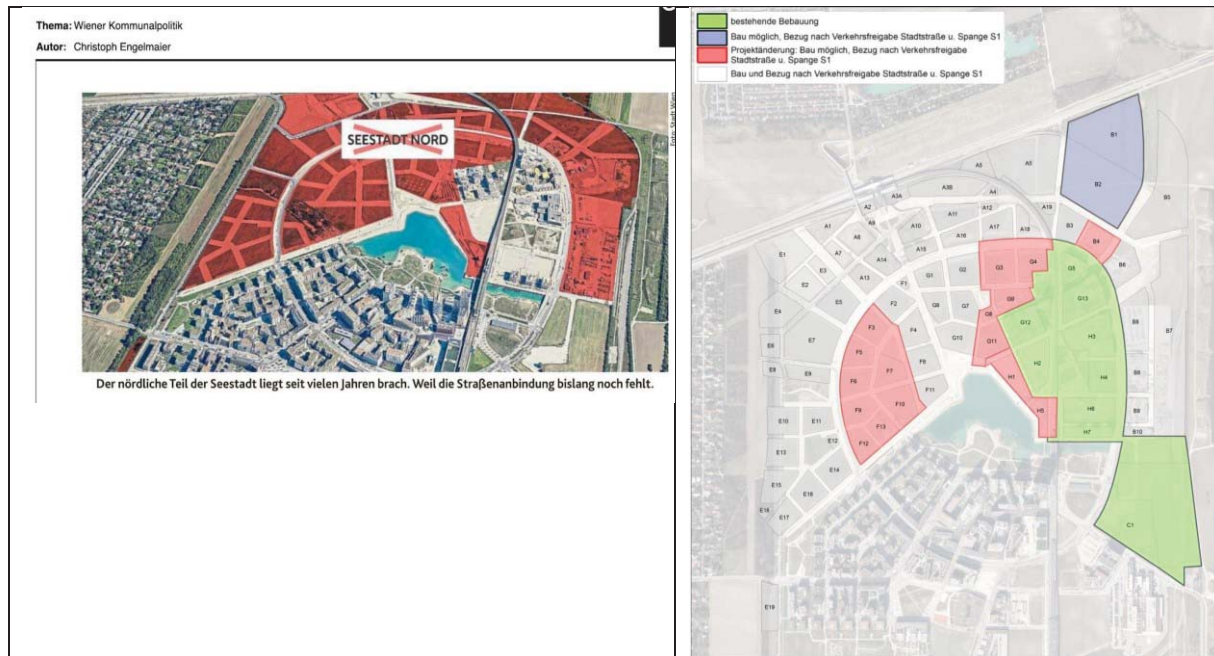 Thema: Wiener Kommunalpolitik
Autor: Christoph Engelmaier
SEESTADT NORD
Foto: Stadt Wien
Der nördliche Teil der Seestadt liegt seit vielen Jahren brach. Weil die Straßenanbindung bislang noch fehlt.
bestehende Bebauung
Bau möglich, Bezug nach Verkehrsfreigabe Stadtstraße u. Spange S1
Projektänderung: Bau möglich, Bezug nach Verkehrsfreigabe
Stadtstraße u. Spange S1
Bau und Bezug nach Verkehrsfreigabe Stadtstraße u. Spange S1
B1
A5 A5
B2
A3B A4
A3A
B5
A2 A12 A19
A11
A1 A9 A10 A17 A18 B3
A8 A16 B4
E1 A7 A15
A14 G3 G4 B6
E3 A13 G1 G2 G5
E2 F1
E5 F2 G9 G13
E4 G6 G7 G8 G12 B8 B7
F3 F4
E7 F5 G10 G11 H3
E6
F7 F8 H2
E8 E9 F6 H1 H4 B8
F11
F9 F10 H5 H6 B9
E10 E11 F13 H7 B10
E12 F12
E13
E14
E15
E18
E16 E17
C1
E19